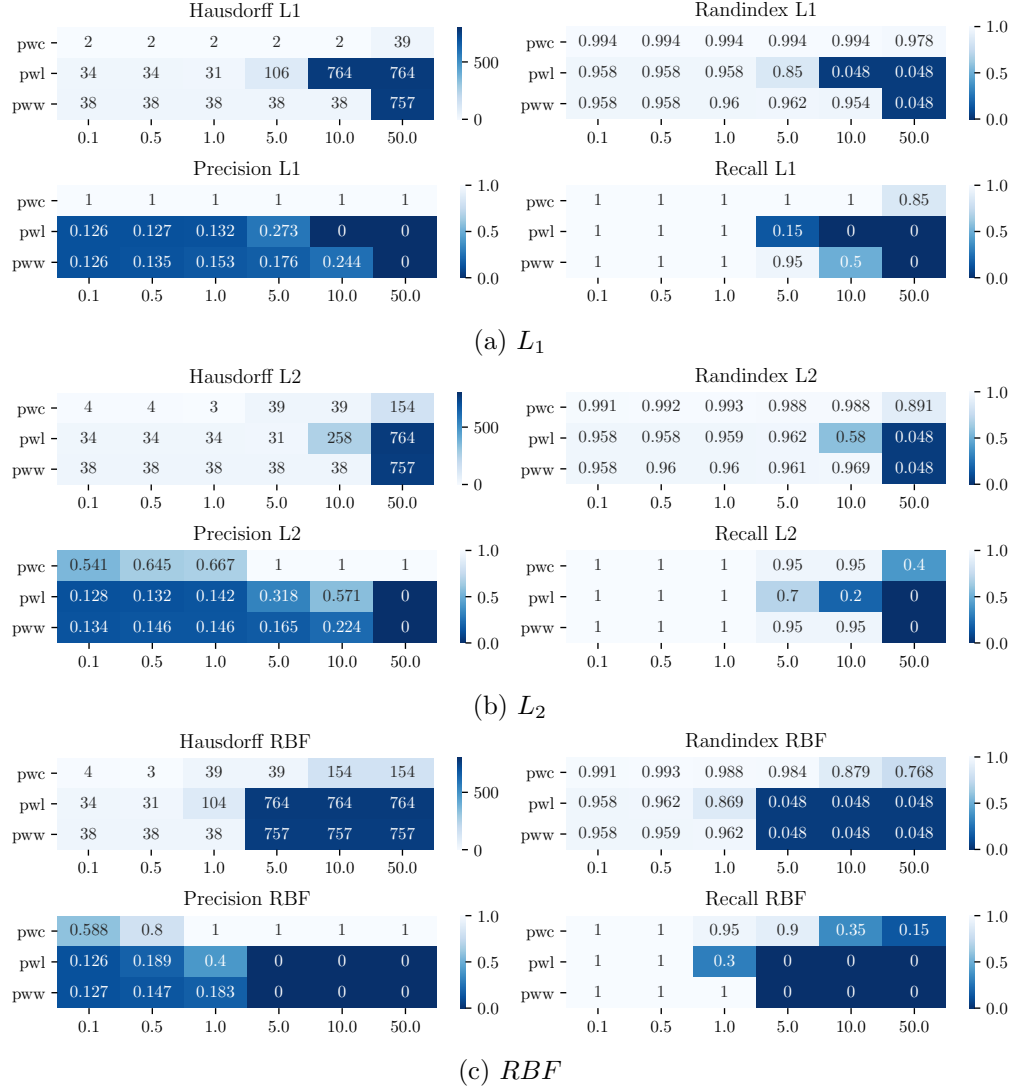 Hausdorff L1
pwc 2 2 2 2 2 39
pwl 34 34 31 106 764 764
pww 38 38 38 38 38 757
0.1 0.5 1.0 5.0 10.0 50.0
500
0
Randindex L1
pwc 0.994 0.994 0.994 0.994 0.994 0.978
pwl 0.958 0.958 0.958 0.85 0.048 0.048
pww 0.958 0.958 0.96 0.962 0.954 0.048
0.1 0.5 1.0 5.0 10.0 50.0
1.0
0.5
0.0
Precision L1
pwc 1 1 1 1 1 1
pwl 0.126 0.127 0.132 0.273 0 0
pww 0.126 0.135 0.153 0.176 0.244 0
0.1 0.5 1.0 5.0 10.0 50.0
1.0
0.5
0.0
Recall L1
pwc 1 1 1 1 1 0.85
pwl 1 1 1 0.15 0 0
pww 1 1 1 0.95 0.5 0
0.1 0.5 1.0 5.0 10.0 50.0
1.0
0.5
0.0
(a) L1
Hausdorff L2
pwc 4 4 3 39 39 154
pwl 34 34 34 31 258 764
pww 38 38 38 38 38 757
0.1 0.5 1.0 5.0 10.0 50.0
500
0
Randindex L2
pwc 0.991 0.992 0.993 0.988 0.988 0.891
pwl 0.958 0.958 0.959 0.962 0.58 0.048
pww 0.958 0.96 0.96 0.961 0.969 0.048
0.1 0.5 1.0 5.0 10.0 50.0
1.0
0.5
0.0
Precision L2
pwc 0.541 0.645 0.667 1 1 1
pwl 0.128 0.132 0.142 0.318 0.571 0
pww 0.134 0.146 0.146 0.165 0.224 0
0.1 0.5 1.0 5.0 10.0 50.0
1.0
0.5
0.0
Recall L2
pwc 1 1 1 0.95 0.95 0.4
pwl 1 1 1 0.7 0.2 0
pww 1 1 1 0.95 0.95 0
0.1 0.5 1.0 5.0 10.0 50.0
1.0
0.5
0.0
(b) L2
Hausdorff RBF
pwc 4 3 39 39 154 154
pwl 34 31 104 764 764 764
pww 38 38 38 757 757 757
0.1 0.5 1.0 5.0 10.0 50.0
500
0
Randindex RBF
pwc 0.991 0.993 0.988 0.984 0.879 0.768
pwl 0.958 0.962 0.869 0.048 0.048 0.048
pww 0.958 0.959 0.962 0.048 0.048 0.048
0.1 0.5 1.0 5.0 10.0 50.0
1.0
0.5
0.0
Precision RBF
pwc 0.588 0.8 1 1 1 1
pwl 0.126 0.189 0.4 0 0 0
pww 0.127 0.147 0.183 0 0 0
0.1 0.5 1.0 5.0 10.0 50.0
1.0
0.5
0.0
Recall RBF
pwc 1 1 0.95 0.9 0.35 0.15
pwl 1 1 0.3 0 0 0
pww 1 1 1 0 0 0
0.1 0.5 1.0 5.0 10.0 50.0
1.0
0.5
0.0
(c) RBF